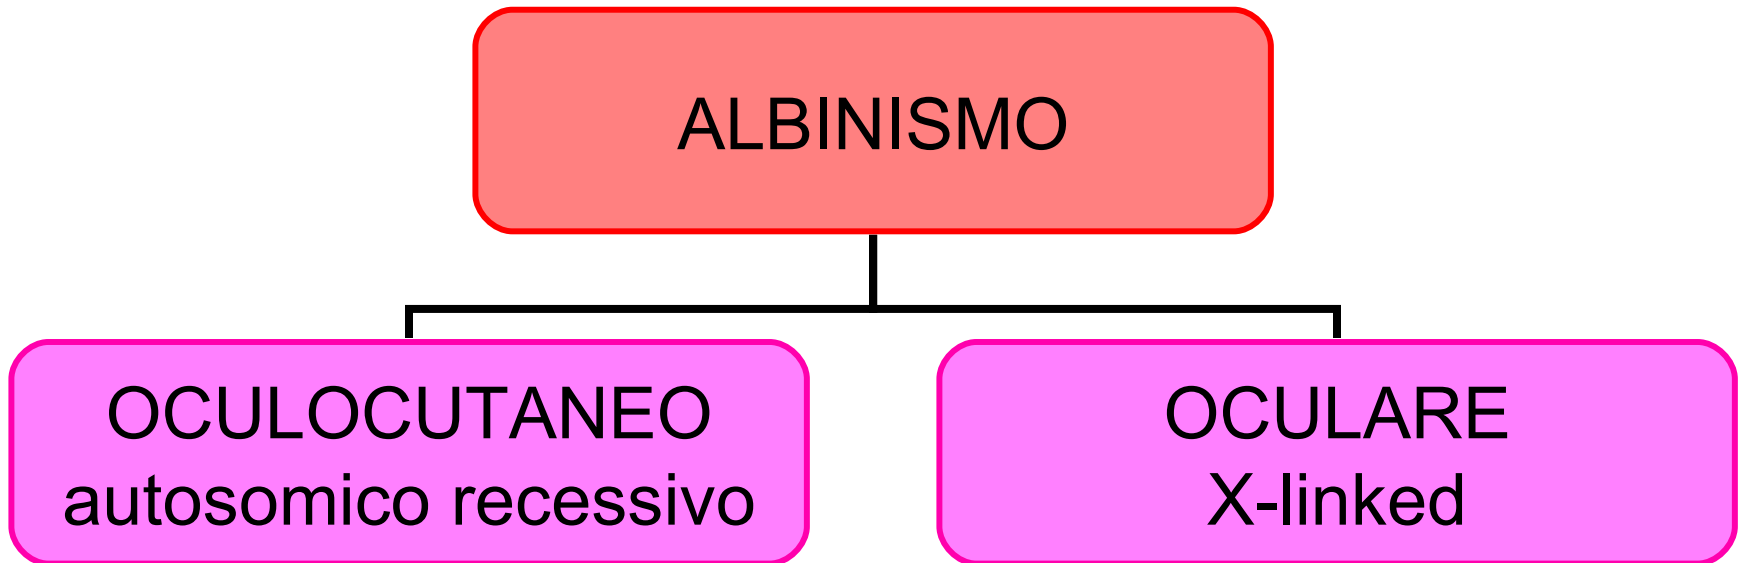 ALBINISMO
OCULOCUTANEO
autosomico recessivo
OCULARE
X-linked